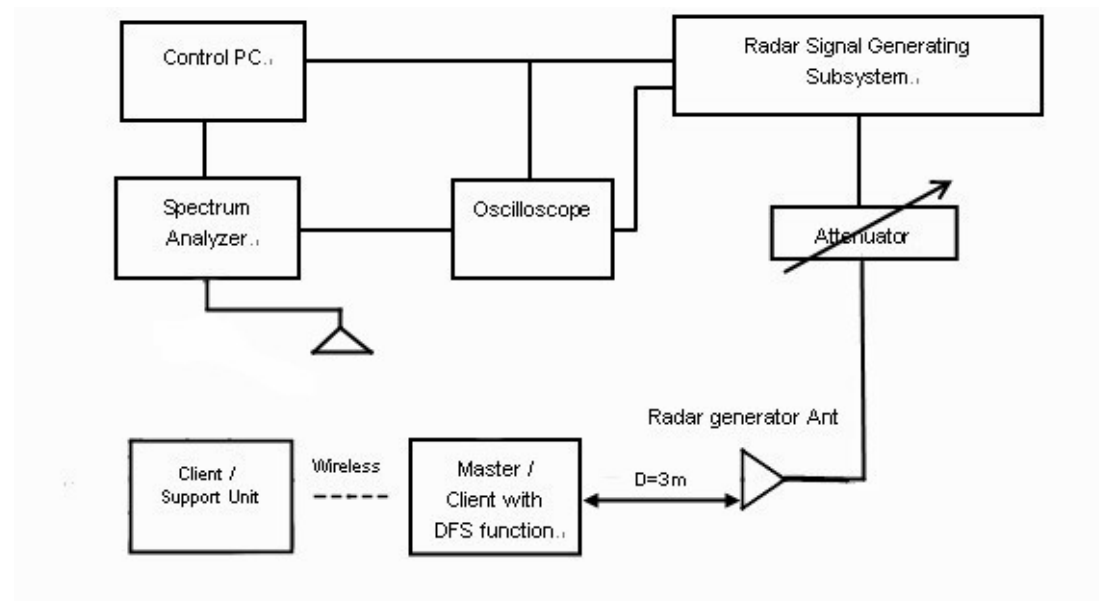 Control PC
Radar Signal Generating
Subsystem
Spectrum
Analyzer
Oscilloscope
Attenuator
Radar generator Ant
Client /
Support Unit
Wireless
Master /
Client with
DFS function
D=3m